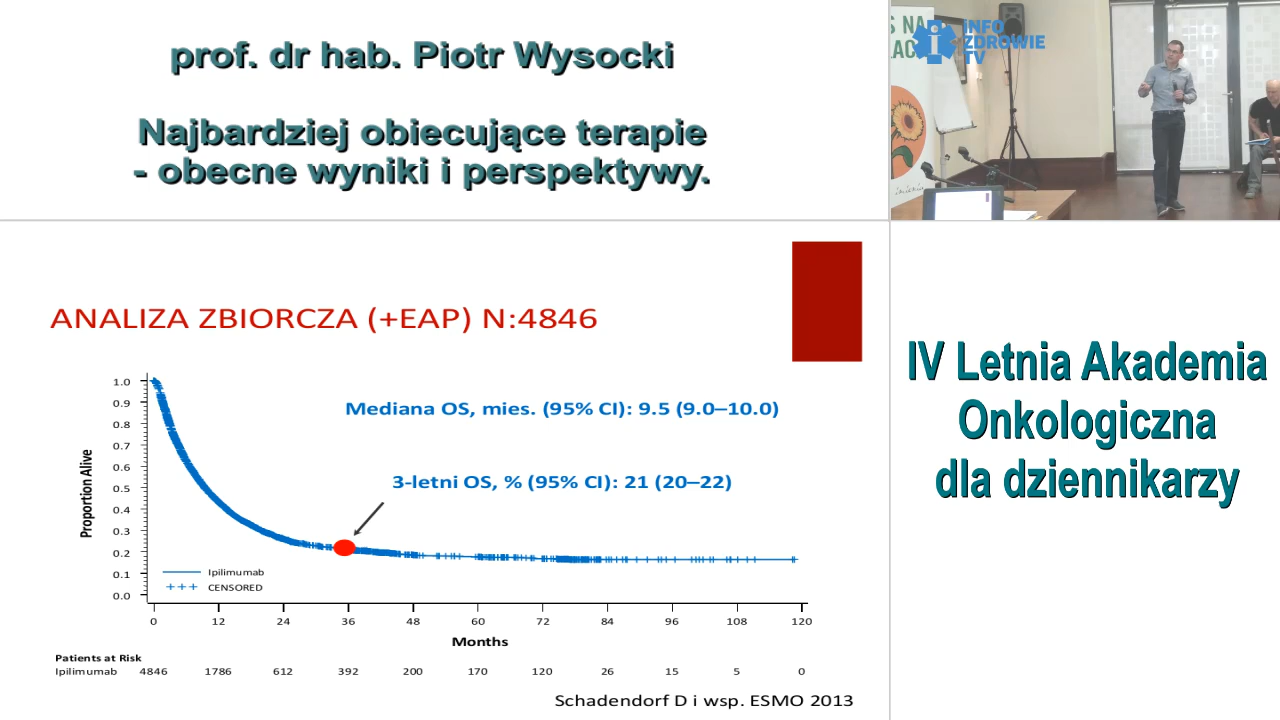 prof. dr hab. Piotr Wysocki
Najbardziej obiecujące terapie
- obecne wyniki i perspektywy.
S NA
LAC
INFO
ZDROWIE
TV
IV Letnia Akademia
Onkologiczna
dla dziennikarzy
ANALIZA ZBIORCZA (+EAP) N:4846
Mediana OS, mies. (95% CI): 9.5 (9.0–10.0)
3-letni OS, % (95% CI): 21 (20–22)
Proportion Alive
1.0
0.9
0.8
0.7
0.6
0.5
0.4
0.3
0.2
0.1
0.0
Ipilimumab
CENSORED
0 12 24 36 48 60 72 84 96 108 120
Months
Patients at Risk
Ipilimumab 4846 1786 612 392 200 170 120 26 15 5 0
Schadendorf D i wsp. ESMO 2013